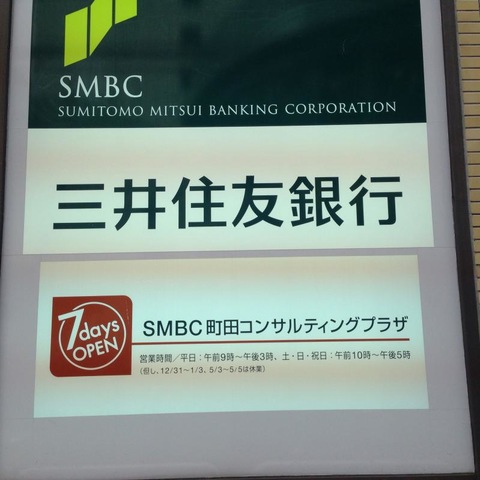 SMBC
SUMITOMO MITSUI BANKING CORPORATION
三井住友銀行
7days
OPEN
SMBC町田コンサルティングプラザ
営業時間/平日:午前9時~午後3時、土・日・祝日:午前10時~午後5時
(但し、12/31~1/3、5/3~5/5は休業)